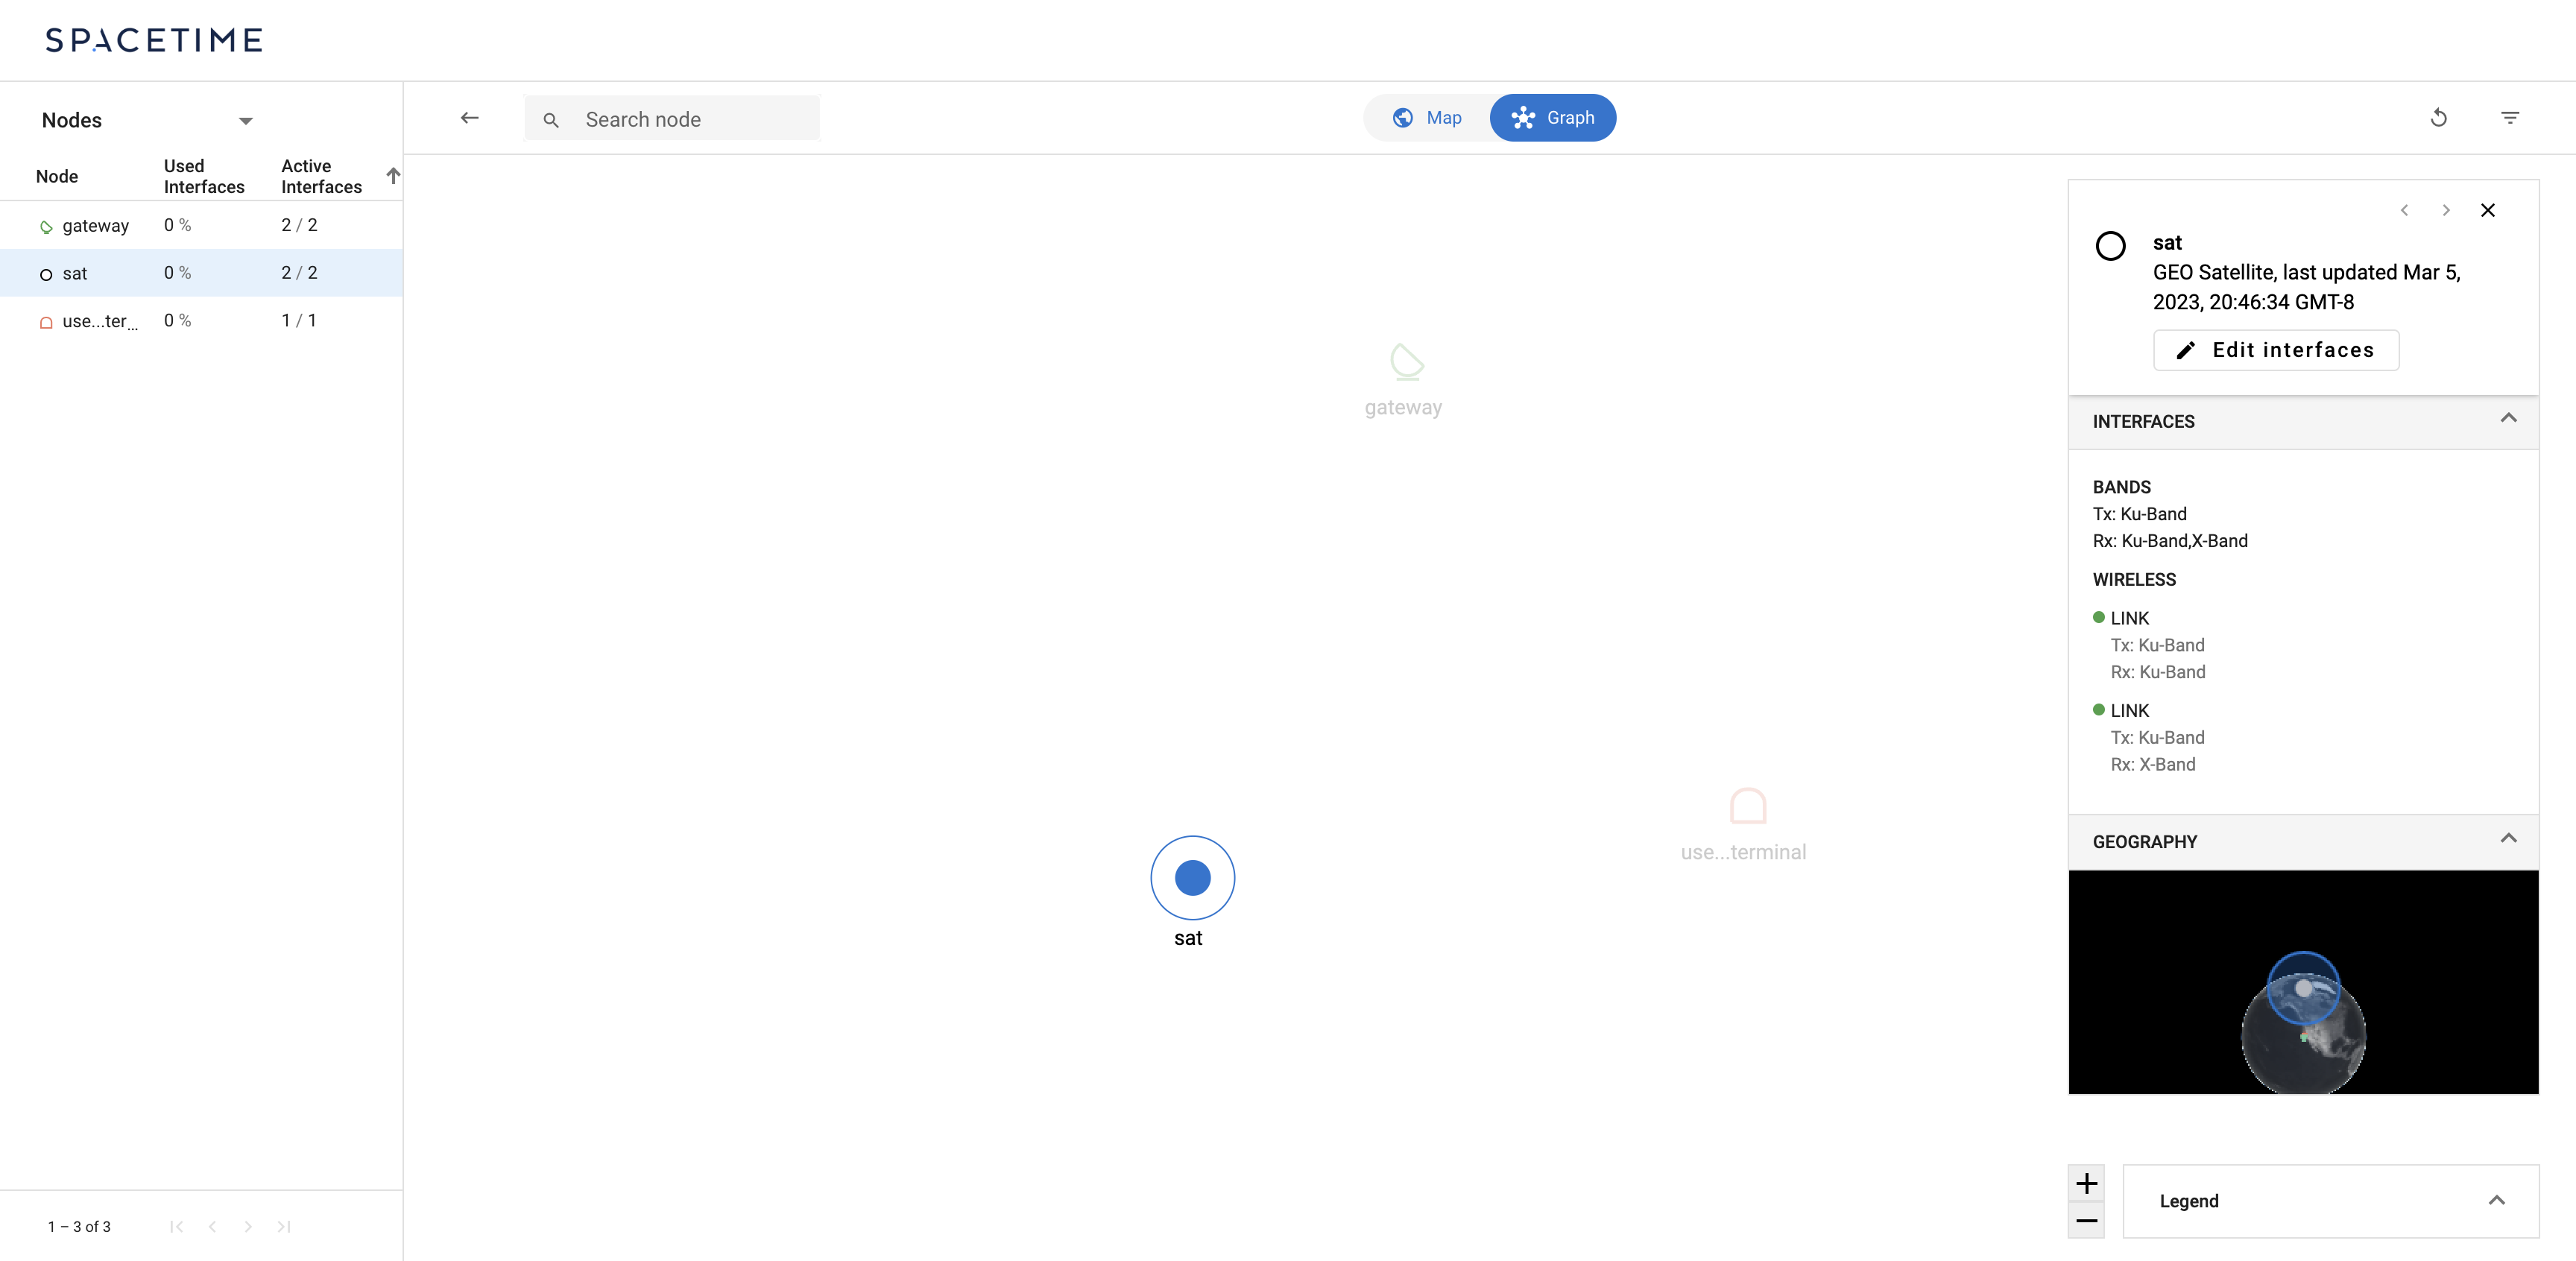 SPACETIME
Nodes
Search node
Map
Graph
Node
Used
Interfaces
Active
Interfaces
gateway
0 %
2 / 2
sat
0 %
2 / 2
use...ter...
0 %
1 / 1
1 – 3 of 3
gateway
sat
use...terminal
sat
GEO Satellite, last updated Mar 5,
2023, 20:46:34 GMT-8
Edit interfaces
INTERFACES
BANDS
Tx: Ku-Band
Rx: Ku-Band,X-Band
WIRELESS
LINK
Tx: Ku-Band
Rx: Ku-Band
LINK
Tx: Ku-Band
Rx: X-Band
GEOGRAPHY
Legend